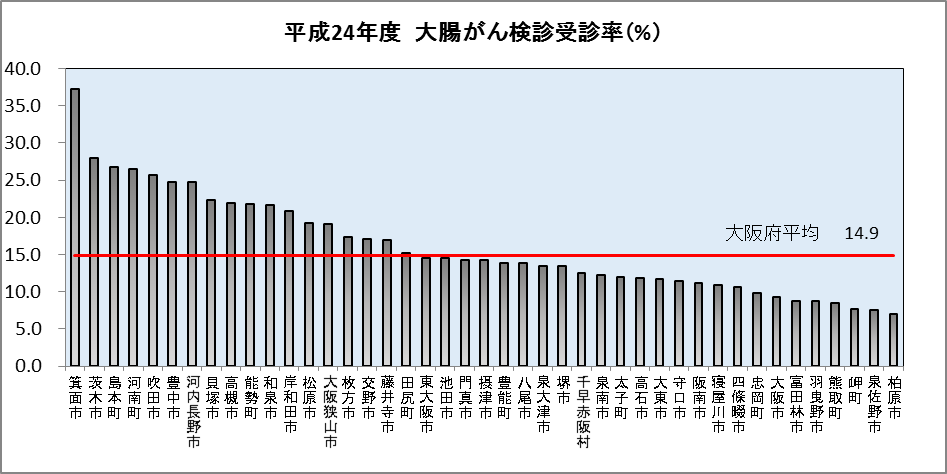 平成24年度 大腸がん検診受診率(%)
40.0
35.0
30.0
25.0
20.0
15.0
10.0
5.0
0.0
大阪府平均 14.9
箕面市
茨木市
島本町
河南町
吹田市
豊中市
河内長野市
貝塚市
高槻市
能勢町
和泉市
岸和田市
松原市
大阪狭山市
枚方市
交野市
藤井寺市
田尻町
東大阪市
池田市
門真市
摂津市
豊能町
八尾市
泉大津市
堺市
千早赤阪村
泉南市
太子町
高石市
大東市
守口市
阪南市
寝屋川市
四條畷市
忠岡町
大阪市
富田林市
羽曳野市
熊取町
岬町
泉佐野市
柏原市